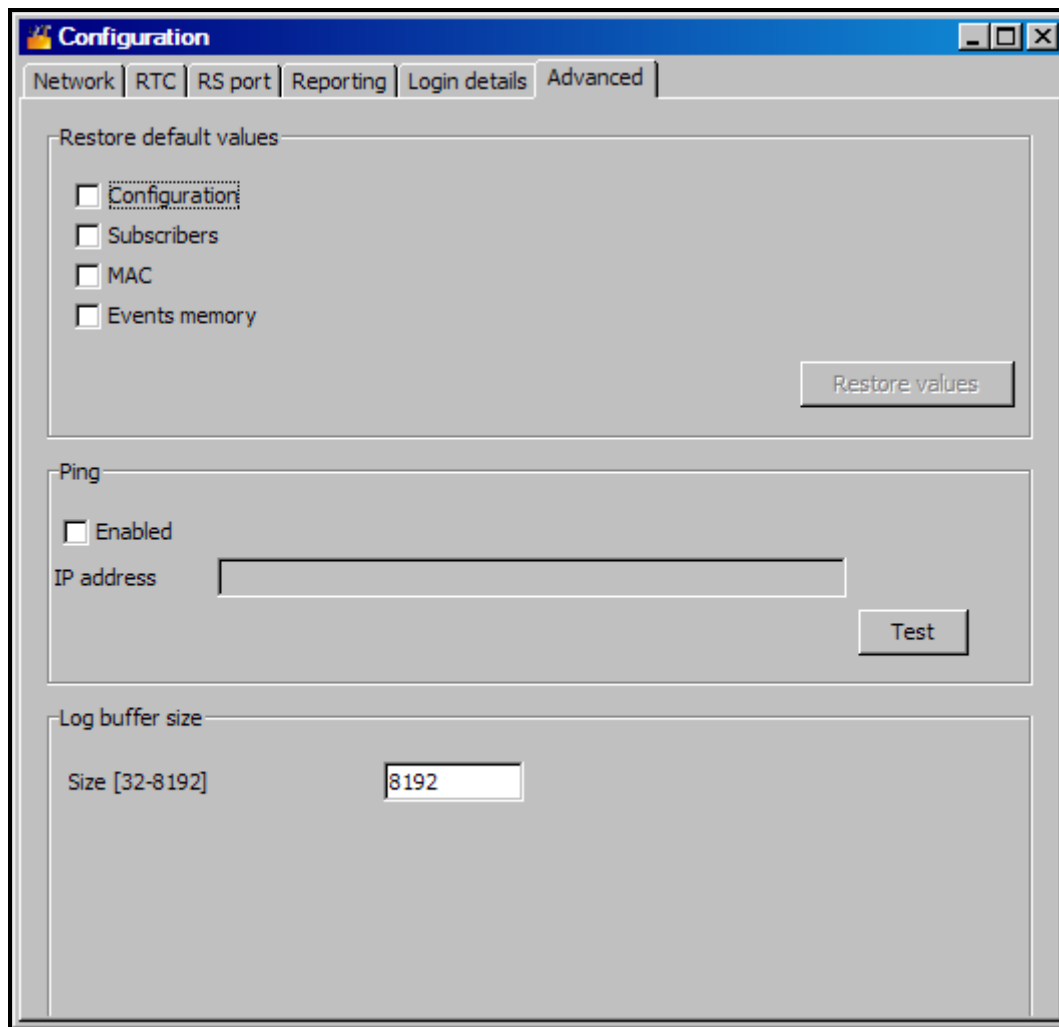 Configuration
Network RTC RS port Reporting Login details Advanced
Restore default values
Configuration
Subscribers
MAC
Events memory
Restore values
Ping
Enabled
IP address
Test
Log buffer size
Size [32-8192] 8192